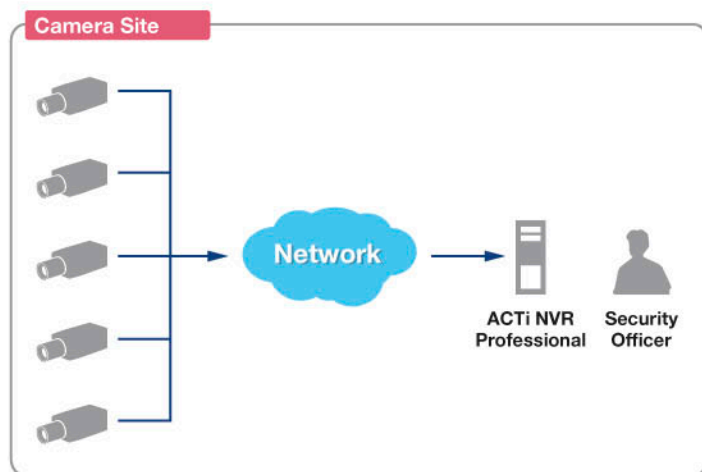 Camera Site
Network
ACTi NVR
Professional
Security
Officer